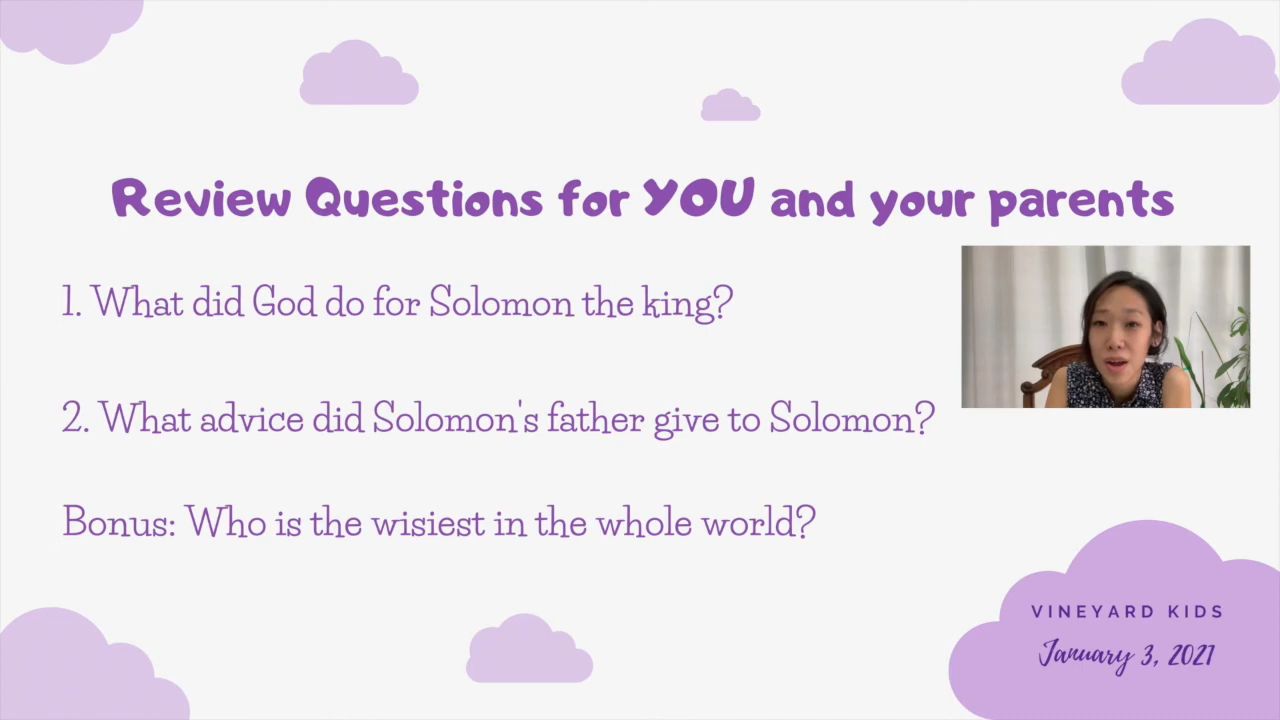 Review Questions for YOU and your parents
1. What did God do for Solomon the king?
2. What advice did Solomon's father give to Solomon?
Bonus: Who is the wisiest in the whole world?
VINEYARD KIDS
January 3, 2021